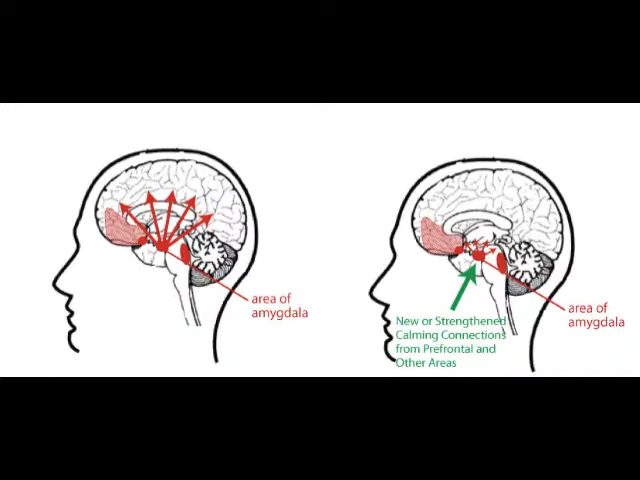 area of
amygdala
New or Strengthened
Calming Connections
from Prefrontal and
Other Areas
area of
amygdala